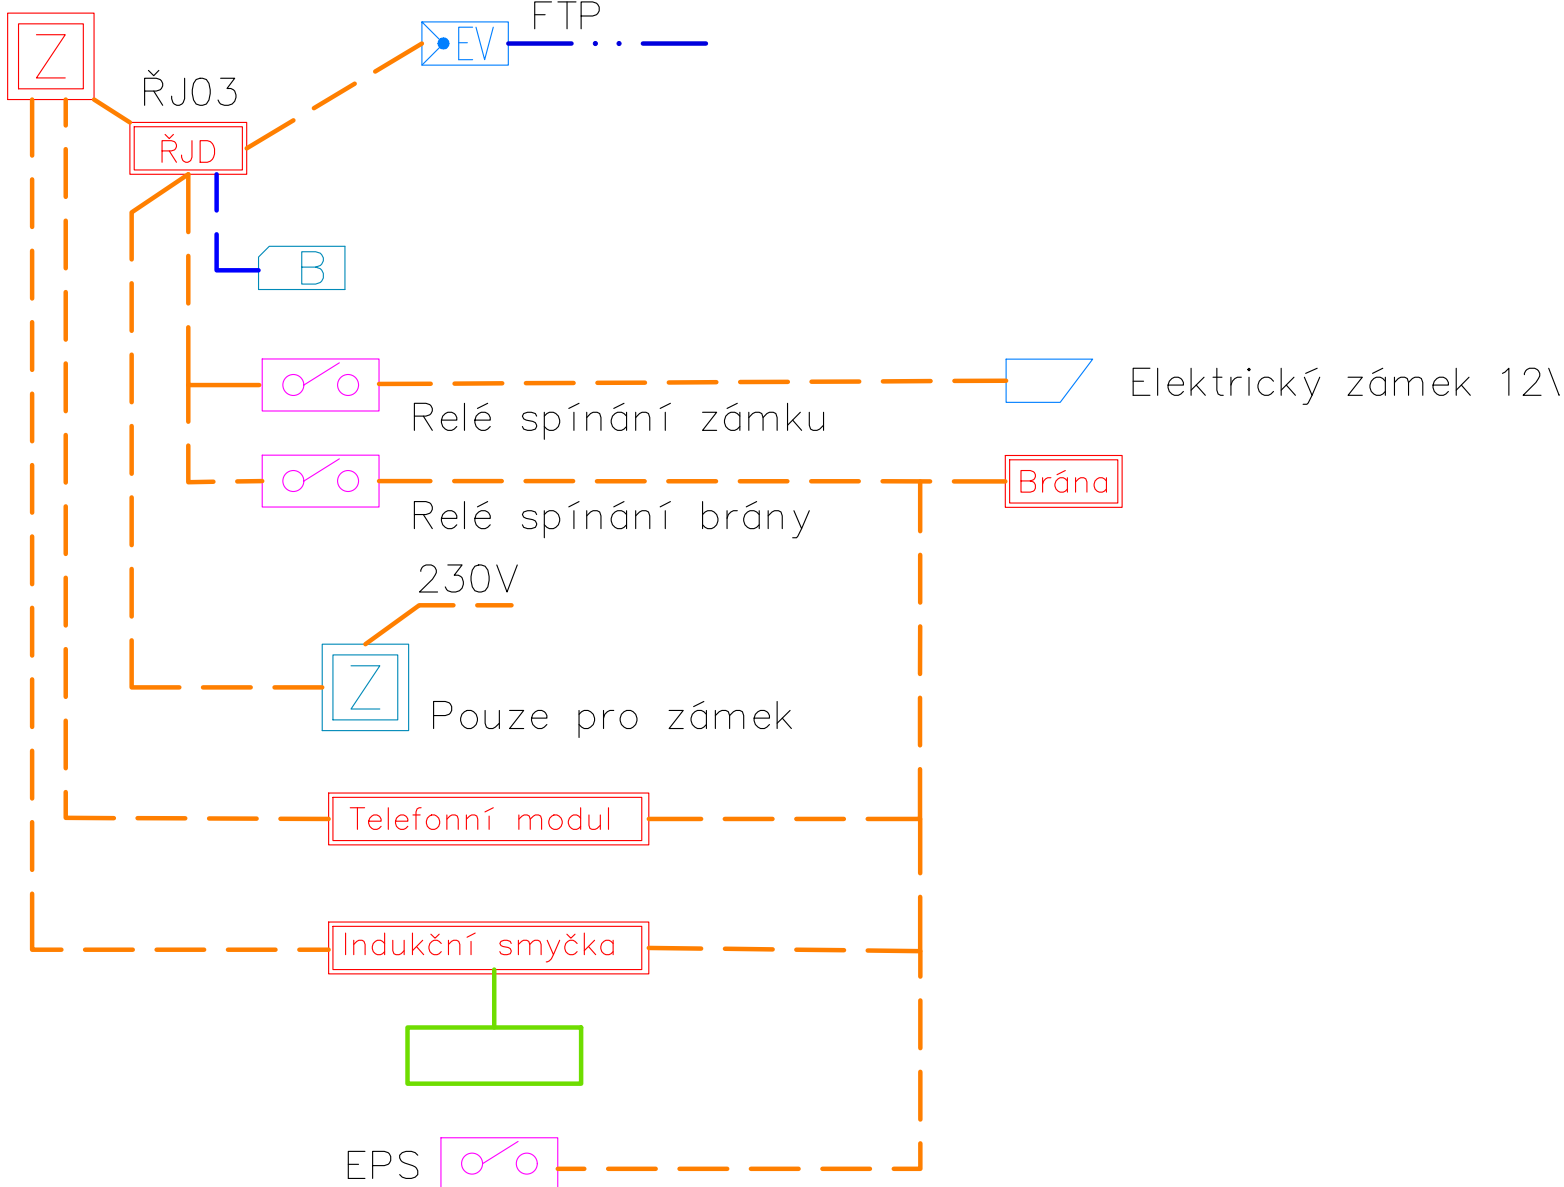 FTP
Z
EV
ŘJ03
ŘJD
B
Elektrický zámek 12
Relé spínání zámku
Brána
Relé spínání brány
230V
Z
Pouze pro zámek
Telefonní modul
Indukční smyčka
EPS